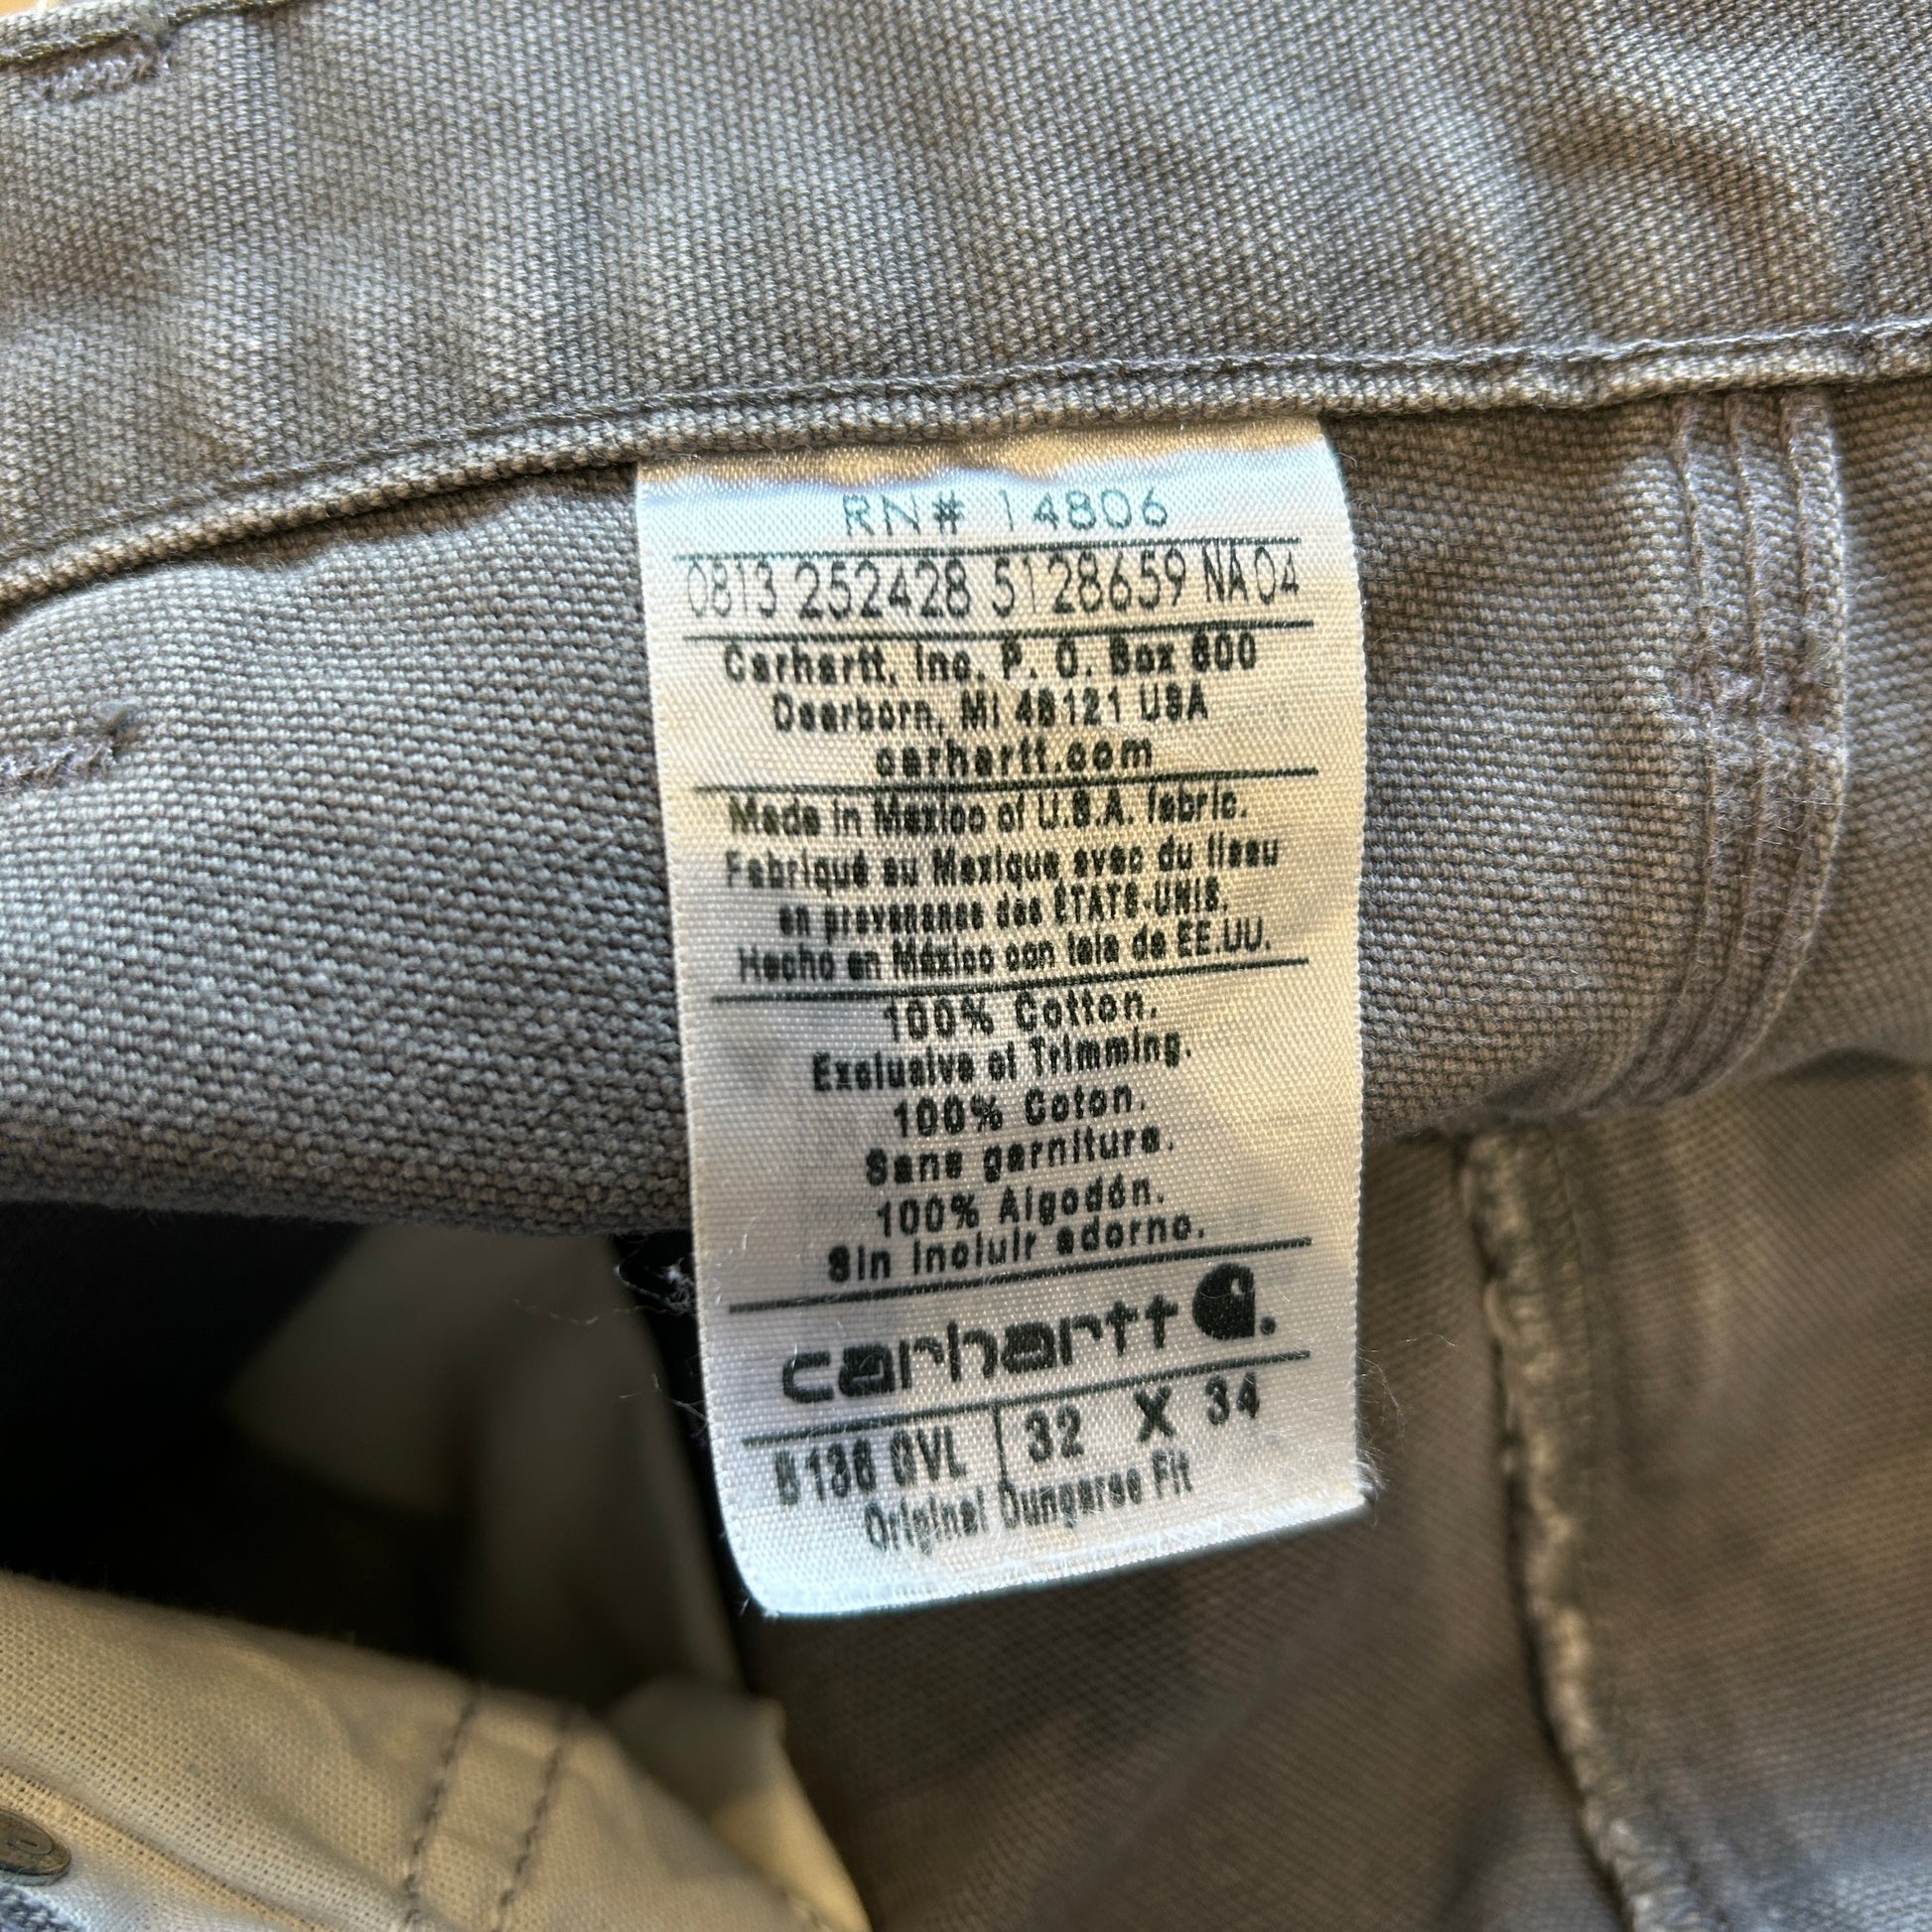 RN# 14806
0813 252428 5128659 NA04
Carhartt, Inc. P. O. Box 600
Dearborn, MI 48121 USA
carhartt.com
Made in Mexico of U.S.A. fabric.
Fabriqué au Mexique avec du tissu
en provenance des ÉTATS-UNIS.
Hecho en México con tela de EE.UU.
100% Cotton.
Exclusive of Trimming.
100% Coton.
Sans garniture.
100% Algodón.
Sin incluir adorno.
carhartt
B136 GVL 32 X 34
Original Dungaree Fit